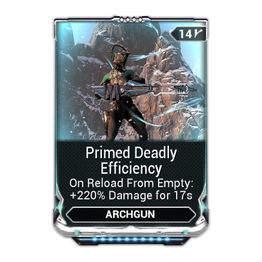 14
Primed Deadly
Efficiency
On Reload From Empty:
+220% Damage for 17s
ARCHGUN